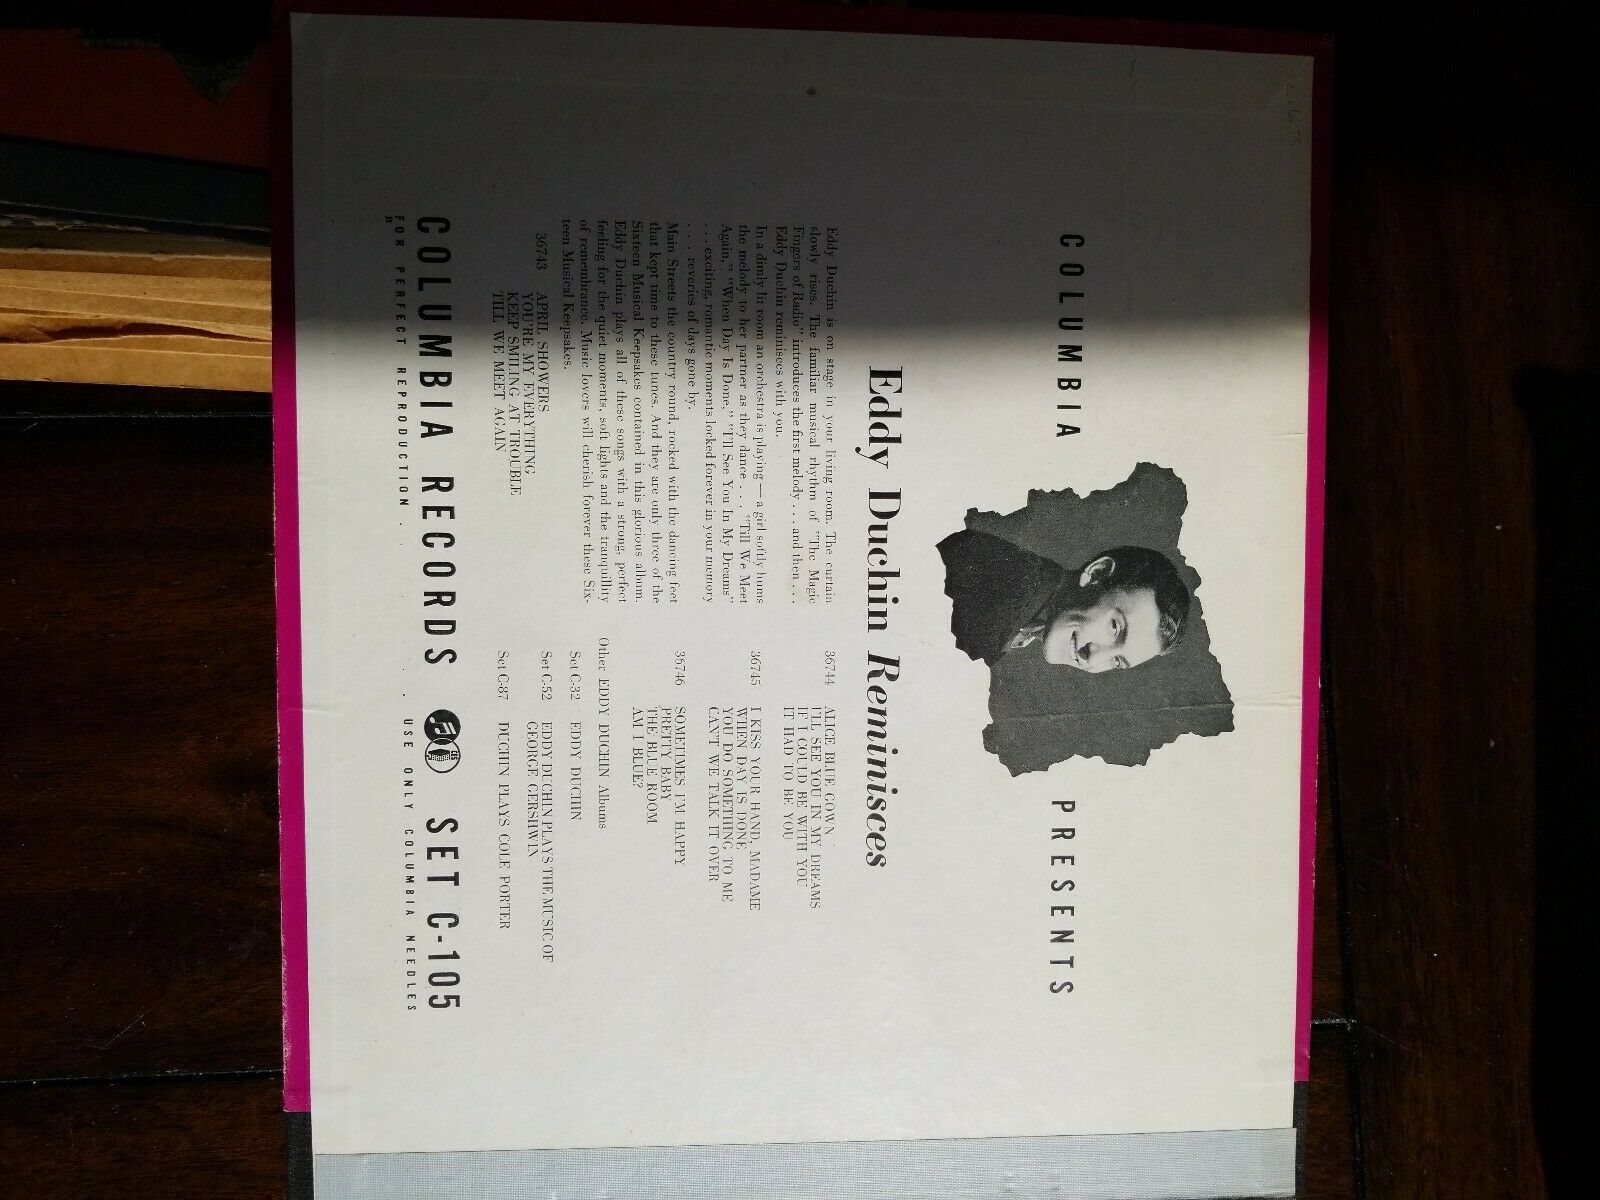 COLUMBIA PRESENTS
Eddy Duchin Reminisces
Eddy Duchin is on stage in your living room. The curtain
slowly rises. The familiar musical rhythm of "The Magic
Fingers of Radio" introduces the first melody . . . and then . . . .
Eddy Duchin reminisces with you.
In a dimly lit room an orchestra is playing — a girl softly hums
the melody to her partner as they dance . . "Till We Meet
Again," "When Day Is Done," "I'll See You In My Dreams"
. . . exciting, romantic moments locked forever in your memory
. . . . reveries of days gone by.
Main Streets the country round, rocked with the dancing feet
that kept time to these tunes. And they are only three of the
Sixteen Musical Keepsakes contained in this glorious album.
Eddy Duchin plays all of these songs with a strong, perfect
feeling for the quiet moments, soft lights and the tranquillity
of remembrance. Music lovers will cherish forever these Six-
teen Musical Keepsakes.
36743 APRIL SHOWERS
YOU'RE MY EVERYTHING
KEEP SMILING AT TROUBLE
TILL WE MEET AGAIN
36744 ALICE BLUE GOWN
I'LL SEE YOU IN MY DREAMS
IF I COULD BE WITH YOU
IT HAD TO BE YOU
36745 I KISS YOUR HAND, MADAME
WHEN DAY IS DONE
YOU DO SOMETHING TO ME
CAN'T WE TALK IT OVER
36746 SOMETIMES I'M HAPPY
PRETTY BABY
THE BLUE ROOM
AM I BLUE?
Other EDDY DUCHIN Albums
Set C-32 EDDY DUCHIN
Set C-52 EDDY DUCHIN PLAYS THE MUSIC OF
GEORGE GERSHWIN
Set C-87 DUCHIN PLAYS COLE PORTER
COLUMBIA RECORDS CBS SET C-105
FOR PERFECT REPRODUCTION . . . . . USE ONLY COLUMBIA NEEDLES
B